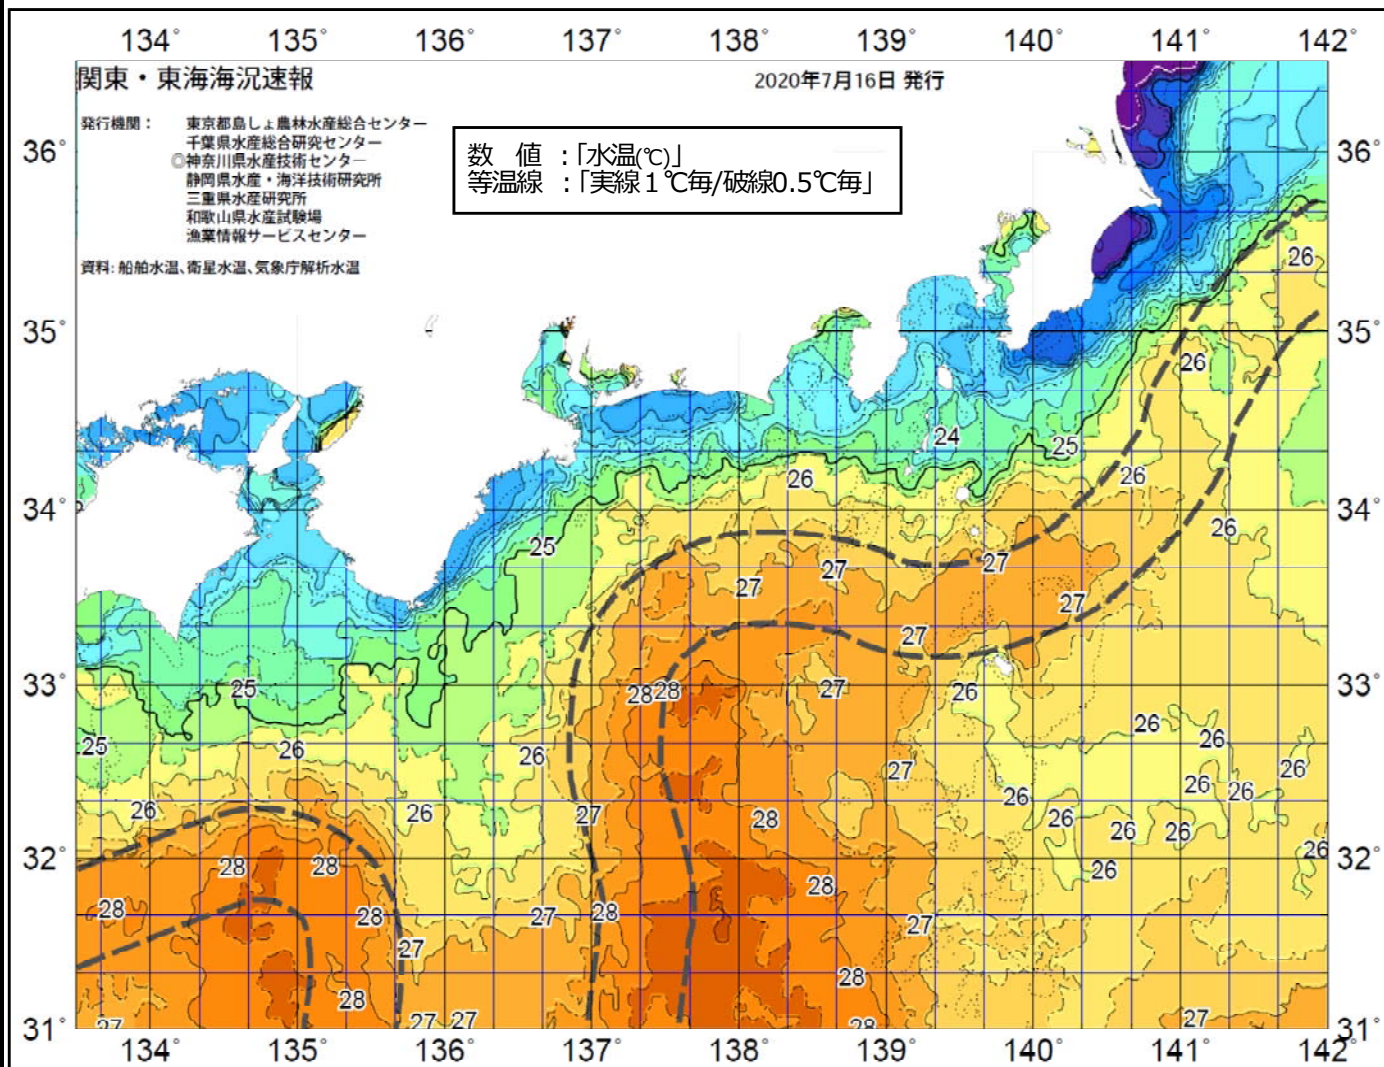 134° 135° 136° 137° 138° 139° 140° 141° 142°
関東・東海海況速報
2020年7月16日 発行
発行機関： 東京都島しょ農林水産総合センター
千葉県水産総合研究センター
◎神奈川県水産技術センター
静岡県水産・海洋技術研究所
三重県水産研究所
和歌山県水産試験場
漁業情報サービスセンター
資料: 船舶水温、衛星水温、気象庁解析水温
数 値 ：「水温(℃)」
等温線 ：「実線１℃毎/破線0.5℃毎」
36° 36°
26
35° 35°
26
24 25
26 26
34° 34°
26
25
27
27 27
27
27
33° 33°
25 28 28 27 26
26
25 26 26 26
27 26
26 26 26
26 26 27 28 26 26 26
32° 32°
26
28 28 28 26
28 28 27 28 27
27
28 28
31° 27 27 27 28 27 31°
134° 135° 136° 137° 138° 139° 140° 141° 142°